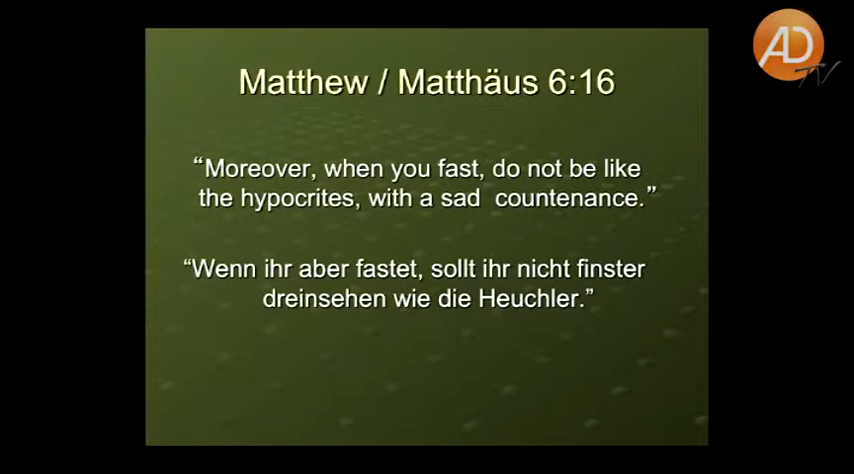 AD
TV
Matthew / Matthäus 6:16
“Moreover, when you fast, do not be like
the hypocrites, with a sad countenance.”
“Wenn ihr aber fastet, sollt ihr nicht finster
dreinsehen wie die Heuchler.”